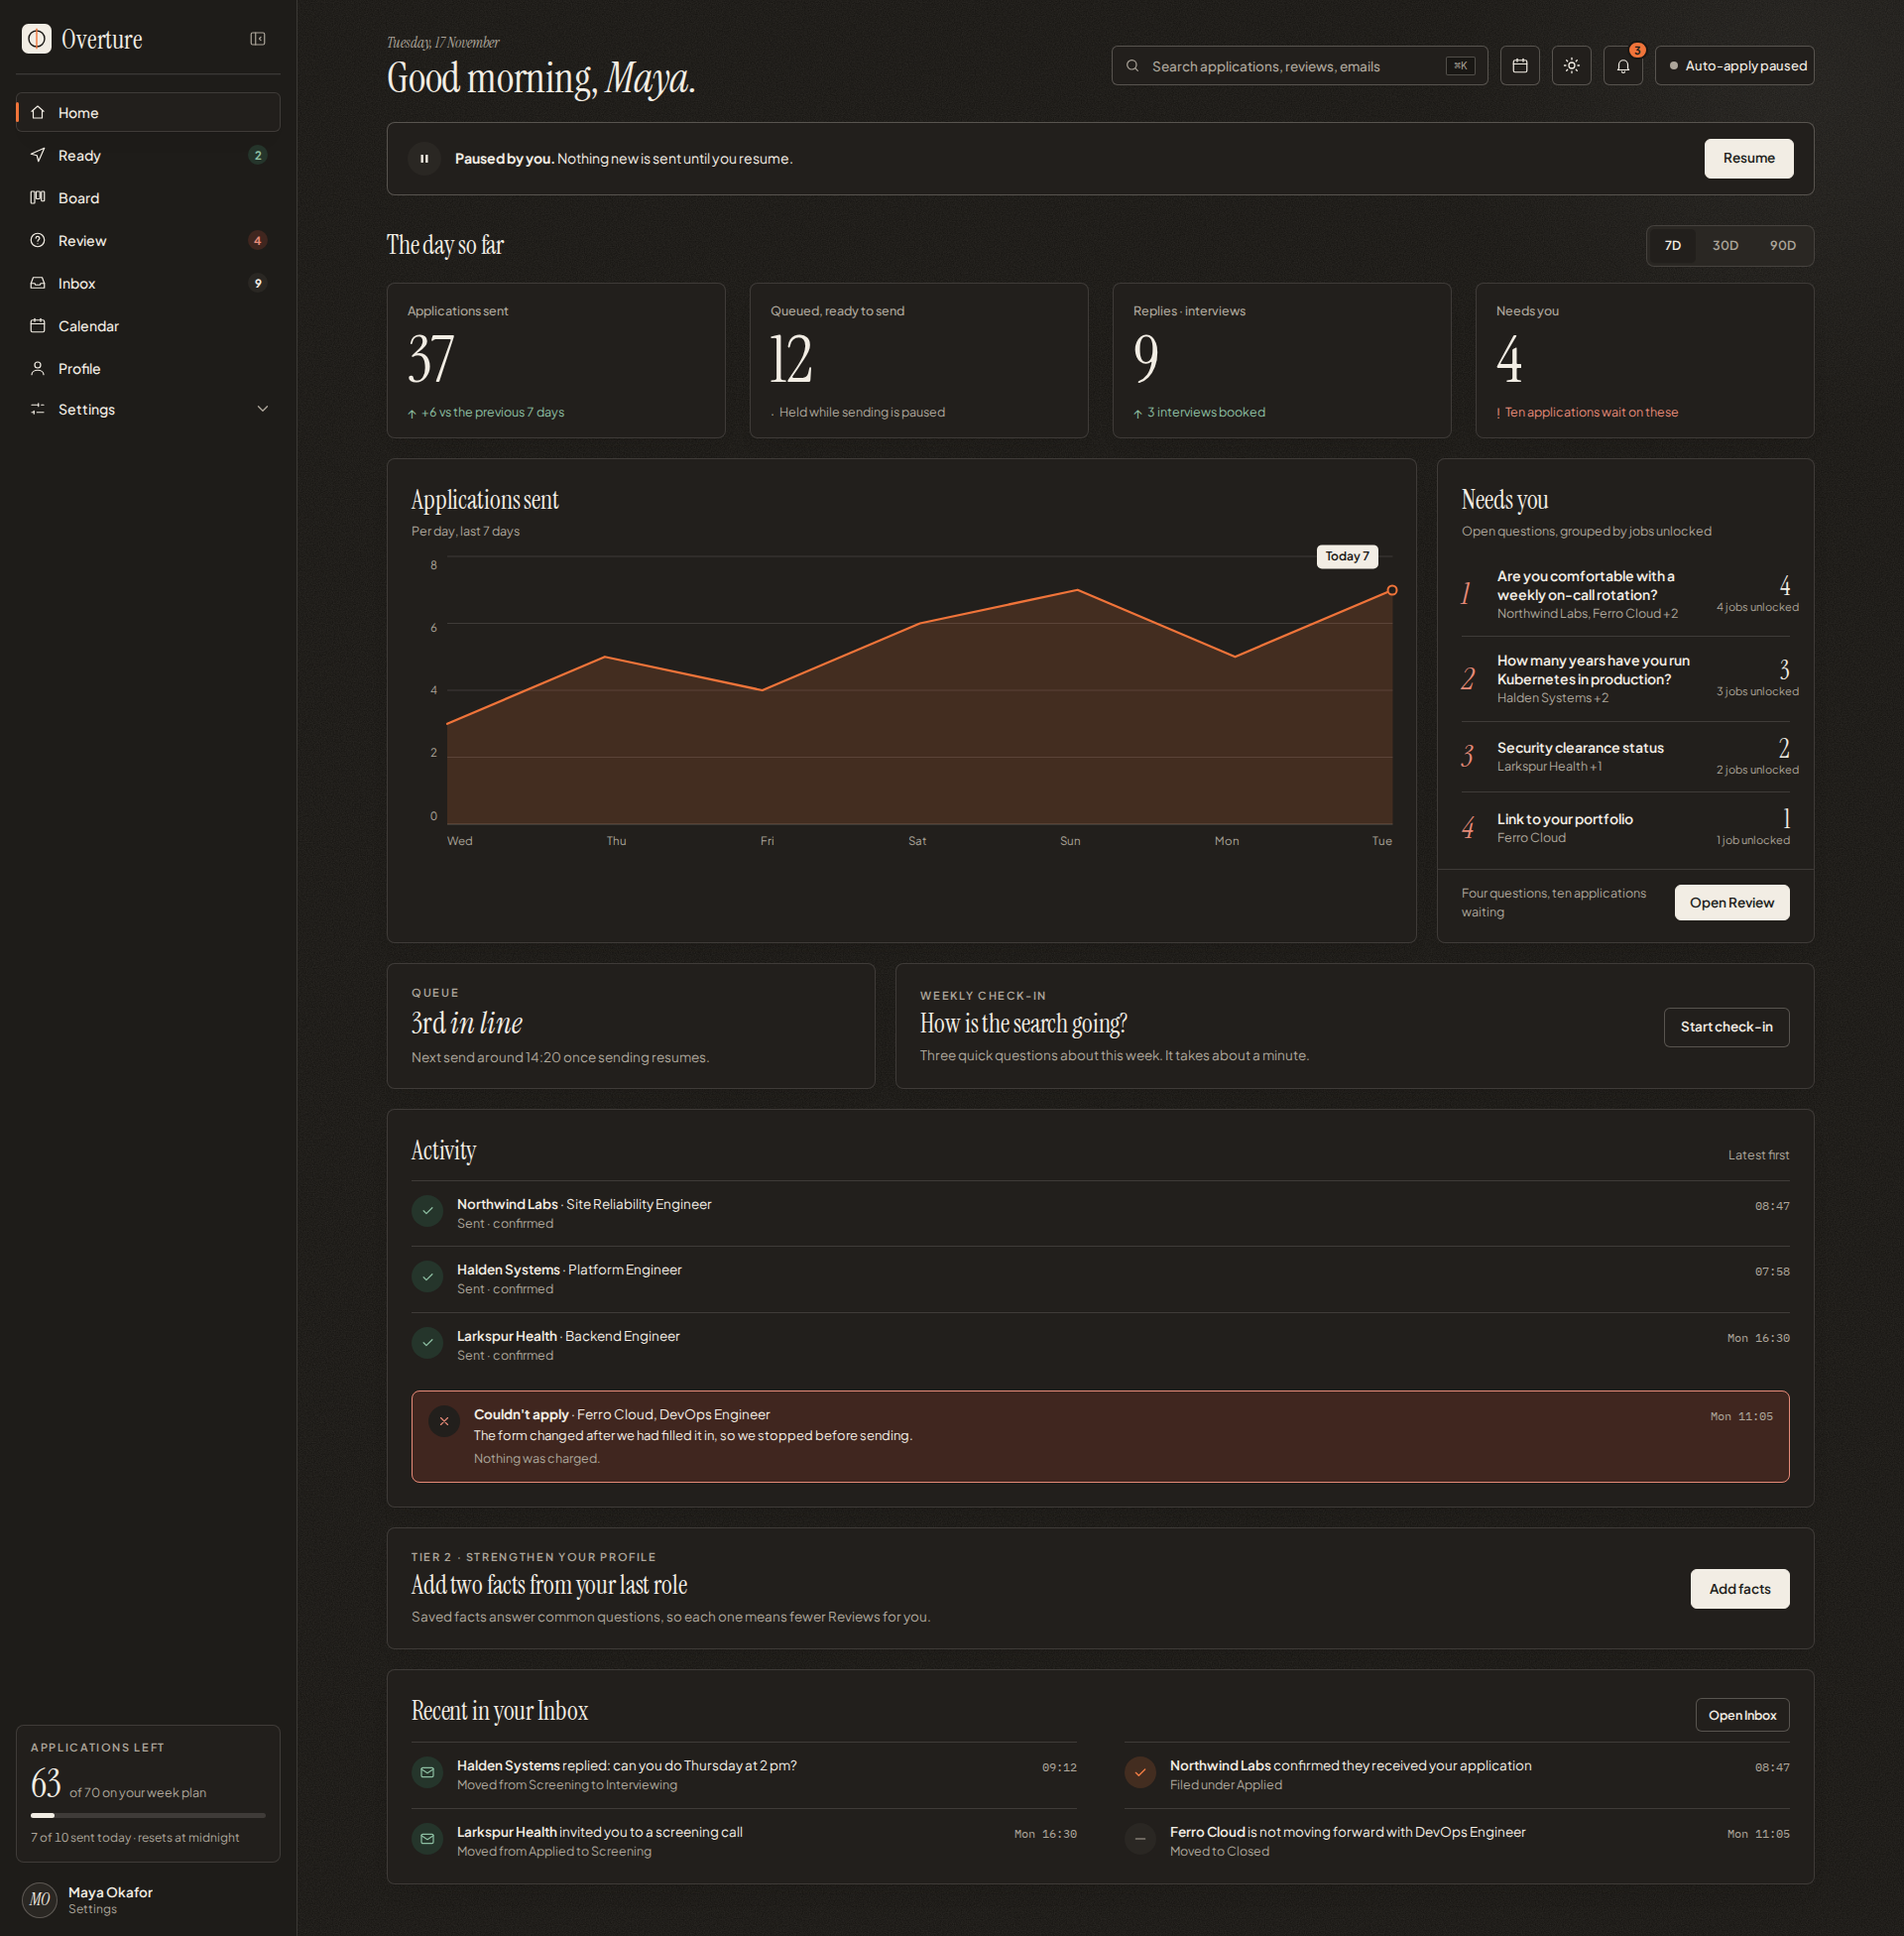 Overture
Home
Ready 2
Board
Review 4
Inbox 9
Calendar
Profile
Settings
APPLICATIONS LEFT
63 of 70 on your week plan
7 of 10 sent today · resets at midnight
MO
Maya Okafor
Settings
Tuesday, 17 November
Good morning, Maya.
Search applications, reviews, emails ⌘K
3
Auto-apply paused
Paused by you. Nothing new is sent until you resume.
Resume
The day so far
7D 30D 90D
Applications sent
37
↑ +6 vs the previous 7 days
Queued, ready to send
12
· Held while sending is paused
Replies · interviews
9
↑ 3 interviews booked
Needs you
4
! Ten applications wait on these
Applications sent
Per day, last 7 days
Today 7
8
6
4
2
0
Wed Thu Fri Sat Sun Mon Tue
Needs you
Open questions, grouped by jobs unlocked
1
Are you comfortable with a
weekly on-call rotation?
Northwind Labs, Ferro Cloud +2
4
4 jobs unlocked
2
How many years have you run
Kubernetes in production?
Halden Systems +2
3
3 jobs unlocked
3
Security clearance status
Larkspur Health +1
2
2 jobs unlocked
4
Link to your portfolio
Ferro Cloud
1
1 job unlocked
Four questions, ten applications
waiting
Open Review
QUEUE
3rd in line
Next send around 14:20 once sending resumes.
WEEKLY CHECK-IN
How is the search going?
Three quick questions about this week. It takes about a minute.
Start check-in
Activity
Latest first
Northwind Labs · Site Reliability Engineer
Sent · confirmed
08:47
Halden Systems · Platform Engineer
Sent · confirmed
07:58
Larkspur Health · Backend Engineer
Sent · confirmed
Mon 16:30
Couldn't apply · Ferro Cloud, DevOps Engineer
The form changed after we had filled it in, so we stopped before sending.
Nothing was charged.
Mon 11:05
TIER 2 · STRENGTHEN YOUR PROFILE
Add two facts from your last role
Saved facts answer common questions, so each one means fewer Reviews for you.
Add facts
Recent in your Inbox
Open Inbox
Halden Systems replied: can you do Thursday at 2 pm?
Moved from Screening to Interviewing
09:12
Northwind Labs confirmed they received your application
Filed under Applied
08:47
Larkspur Health invited you to a screening call
Moved from Applied to Screening
Mon 16:30
Ferro Cloud is not moving forward with DevOps Engineer
Moved to Closed
Mon 11:05